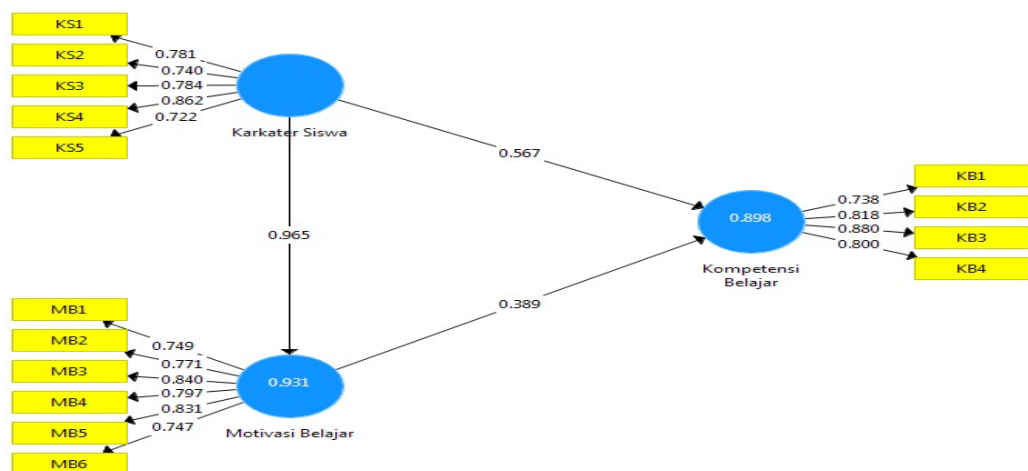 KS1
KS2
KS3
KS4
KS5
0.781
0.740
0.784
0.862
0.722
Karkater Siswa
0.567
0.965
0.389
0.898
Kompetensi
Belajar
0.738
0.818
0.880
0.800
KB1
KB2
KB3
KB4
MB1
MB2
MB3
MB4
MB5
MB6
0.749
0.771
0.840
0.797
0.831
0.747
0.931
Motivasi Belajar